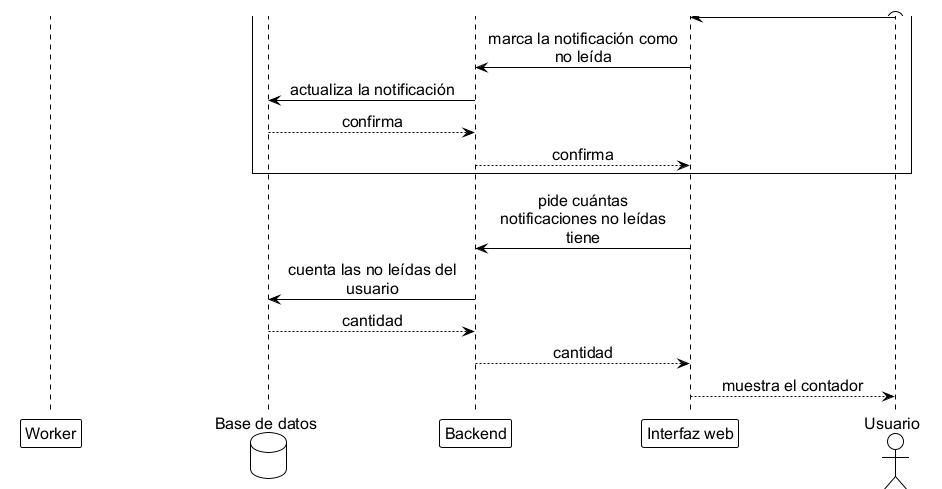 marca la notificación como
no leída
actualiza la notificación
confirma
confirma
pide cuántas
notificaciones no leídas
tiene
cuenta las no leídas del
usuario
cantidad
cantidad
muestra el contador
Worker
Base de datos
Backend
Interfaz web
Usuario